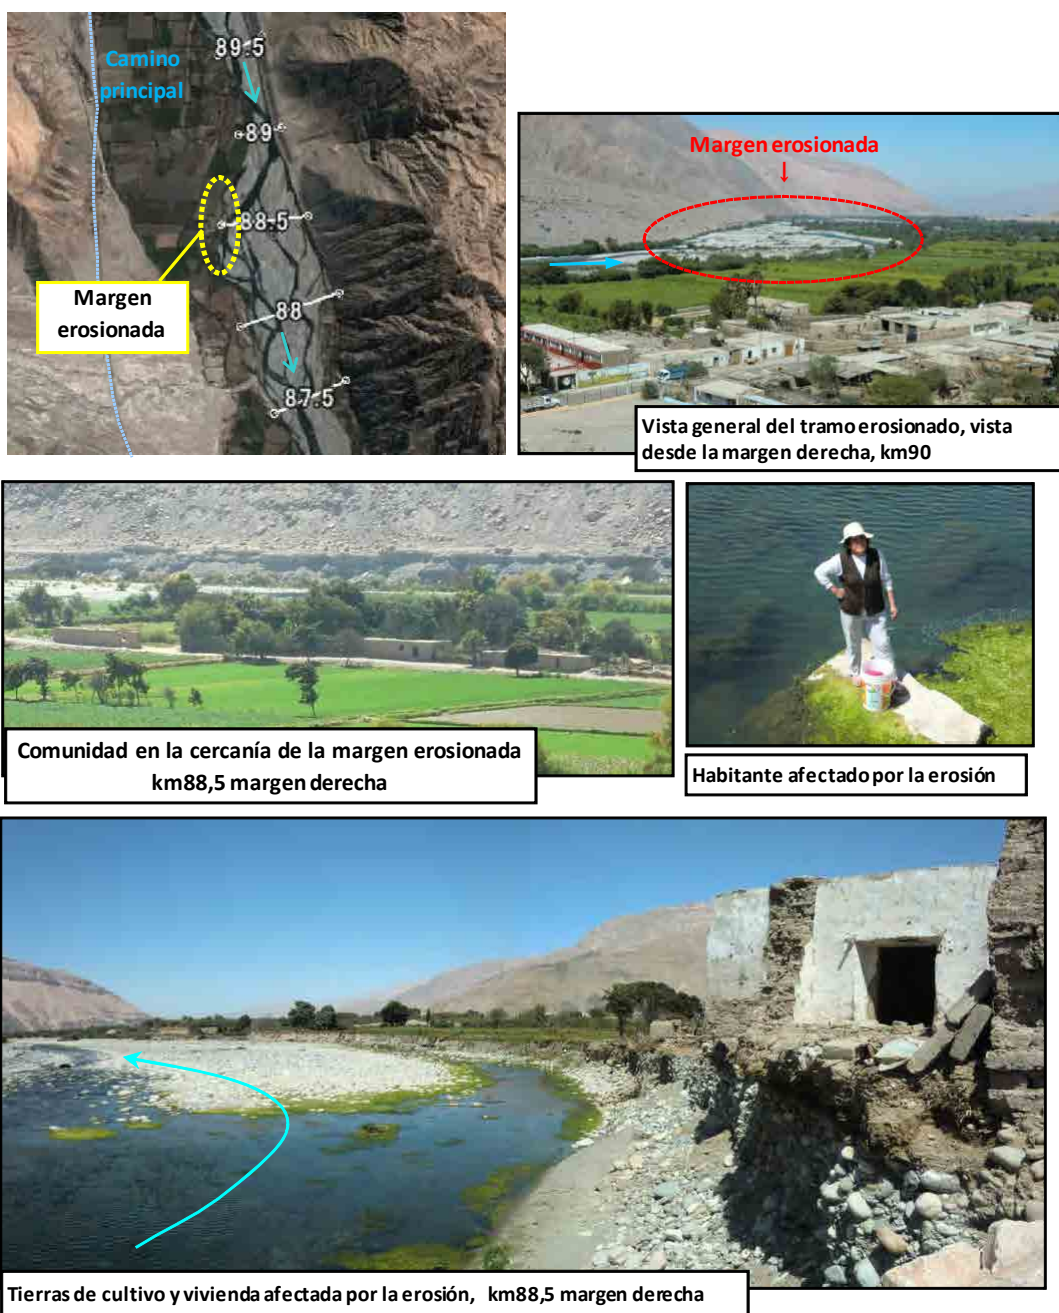 Camino
principal
89.5
89
88.5
88
87.5
Margen
erosionada
Margen erosionada
Vista general del tramo erosionado, vista
desde la margen derecha, km90
Comunidad en la cercanía de la margen erosionada
km88,5 margen derecha
Habitante afectado por la erosión
Tierras de cultivo y vivienda afectada por la erosión, km88,5 margen derecha